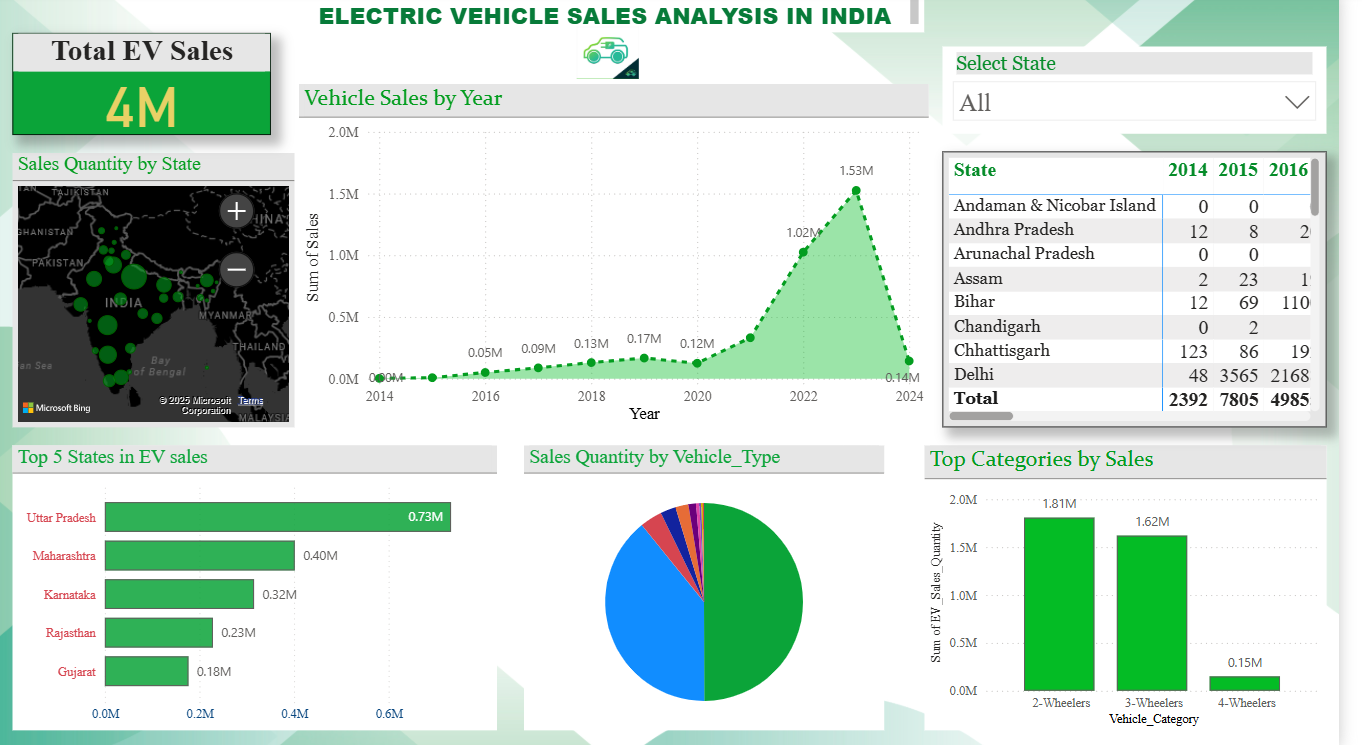 ELECTRIC VEHICLE SALES ANALYSIS IN INDIA
Total EV Sales
4M
Sales Quantity by State
TAJIKISTAN
HINA
GHANISTAN
PAKISTAN
INDIA
MYANMAR
THAILAND
Bay
of Bengal
an Sea
Microsoft Bing
© 2025 Microsoft Terms
Corporation
MALAYSIA
Vehicle Sales by Year
Sum of Sales
2.0M
1.5M
1.0M
0.5M
0.0M
0.00M
0.05M
0.09M
0.13M
0.17M
0.12M
1.02M
1.53M
0.14M
2014 2016 2018 2020 2022 2024
Year
Select State
All
State 2014 2015 2016
Andaman & Nicobar Island 0 0
Andhra Pradesh 12 8 2
Arunachal Pradesh 0 0
Assam 2 23 1
Bihar 12 69 110
Chandigarh 0 2
Chhattisgarh 123 86 19
Delhi 48 3565 2168
Total 2392 7805 4985
Top 5 States in EV sales
Uttar Pradesh 0.73M
Maharashtra 0.40M
Karnataka 0.32M
Rajasthan 0.23M
Gujarat 0.18M
0.0M 0.2M 0.4M 0.6M
Sales Quantity by Vehicle_Type
Top Categories by Sales
Sum of EV_Sales_Quantity
2.0M
1.5M
1.0M
0.5M
0.0M
1.81M
1.62M
0.15M
2-Wheelers 3-Wheelers 4-Wheelers
Vehicle_Category